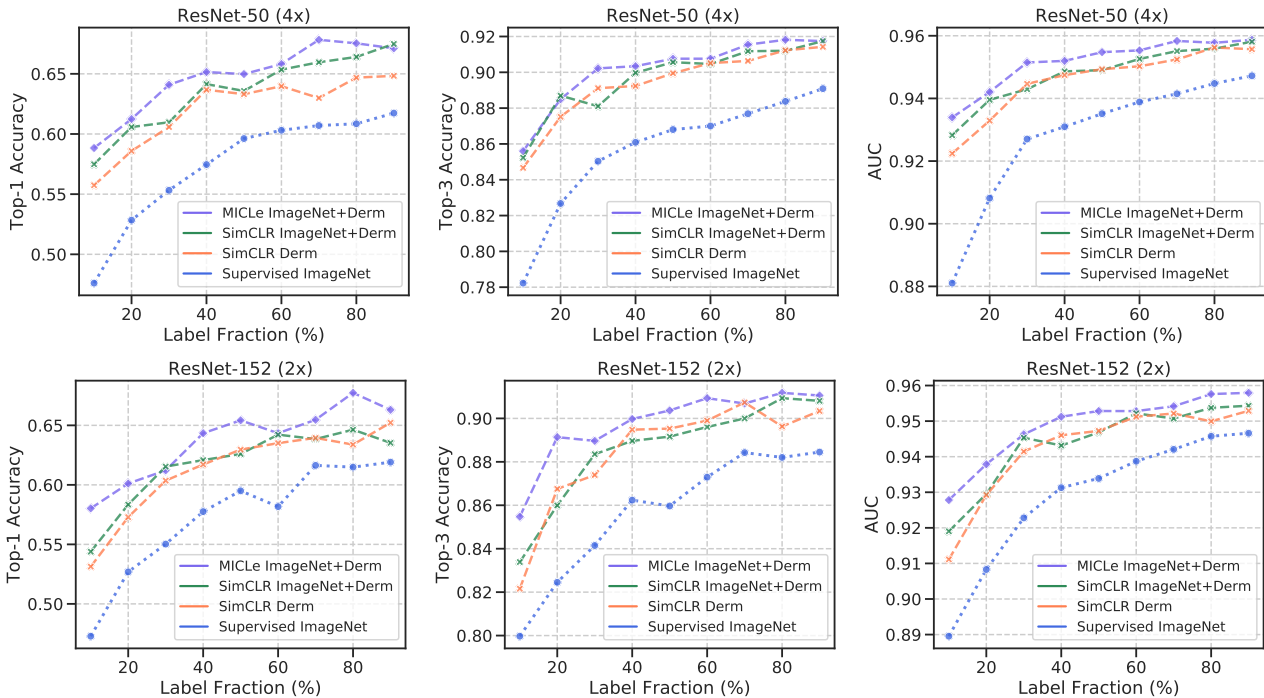 ResNet-50 (4x)
Top-1 Accuracy
0.65
0.60
0.55
0.50
MICLe ImageNet+Derm
SimCLR ImageNet+Derm
SimCLR Derm
Supervised ImageNet
20 40 60 80
Label Fraction (%)
ResNet-50 (4x)
Top-3 Accuracy
0.92
0.90
0.88
0.86
0.84
0.82
0.80
0.78
MICLe ImageNet+Derm
SimCLR ImageNet+Derm
SimCLR Derm
Supervised ImageNet
20 40 60 80
Label Fraction (%)
ResNet-50 (4x)
AUC
0.96
0.94
0.92
0.90
0.88
MICLe ImageNet+Derm
SimCLR ImageNet+Derm
SimCLR Derm
Supervised ImageNet
20 40 60 80
Label Fraction (%)
ResNet-152 (2x)
Top-1 Accuracy
0.65
0.60
0.55
0.50
MICLe ImageNet+Derm
SimCLR ImageNet+Derm
SimCLR Derm
Supervised ImageNet
20 40 60 80
Label Fraction (%)
ResNet-152 (2x)
Top-3 Accuracy
0.90
0.88
0.86
0.84
0.82
0.80
MICLe ImageNet+Derm
SimCLR ImageNet+Derm
SimCLR Derm
Supervised ImageNet
20 40 60 80
Label Fraction (%)
ResNet-152 (2x)
AUC
0.96
0.95
0.94
0.93
0.92
0.91
0.90
0.89
MICLe ImageNet+Derm
SimCLR ImageNet+Derm
SimCLR Derm
Supervised ImageNet
20 40 60 80
Label Fraction (%)